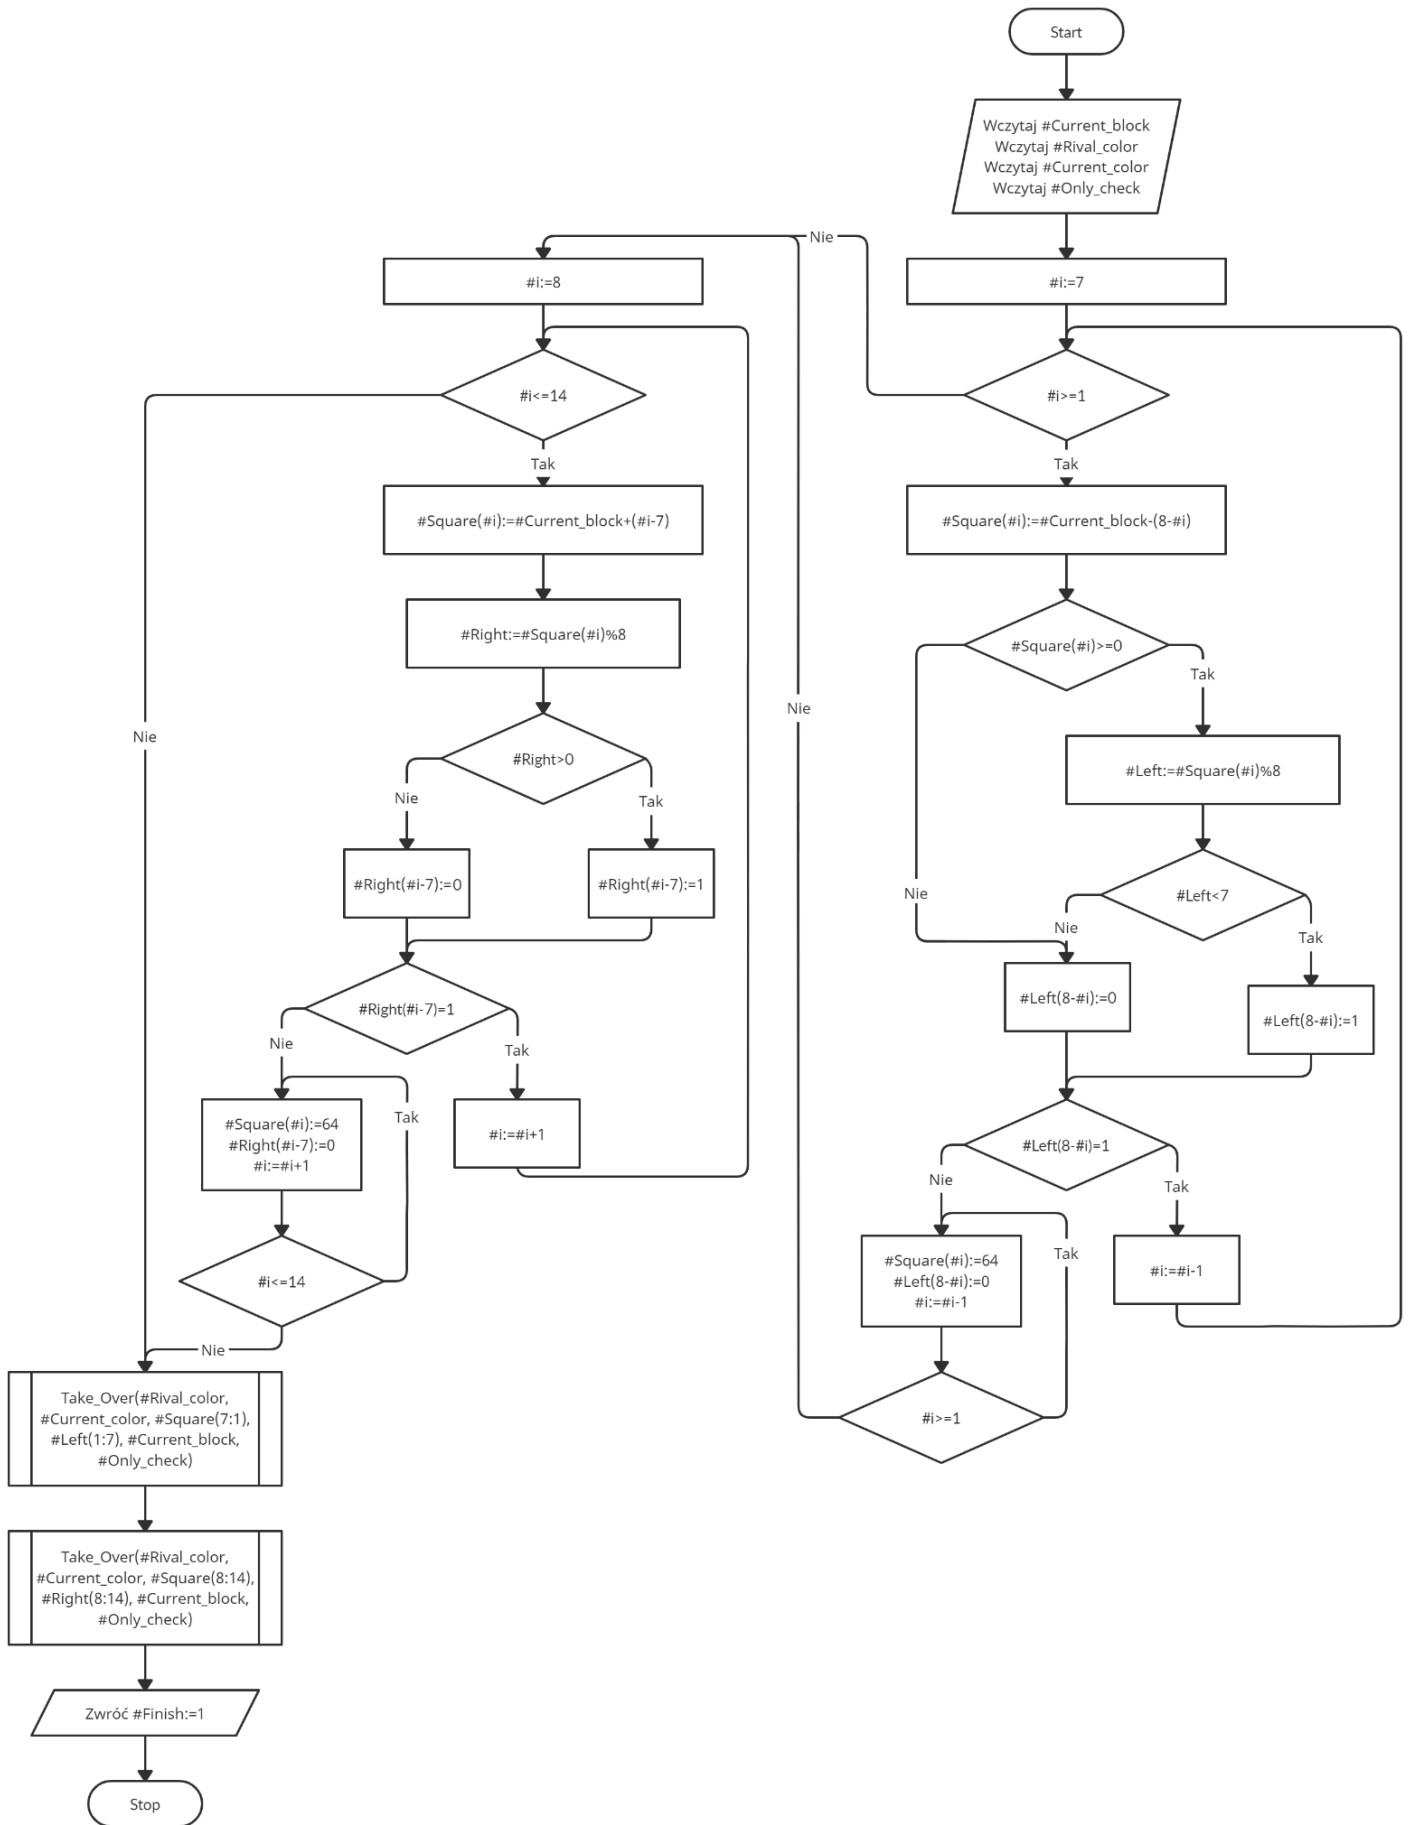 Start
Wczytaj #Current_block
Wczytaj #Rival_color
Wczytaj #Current_color
Wczytaj #Only_check
#i:=7
#i>=1
Nie
Tak
#Square(#i):=#Current_block-(8-#i)
#Square(#i)>=0
Tak
Nie
#Left:=#Square(#i)%8
#Left<7
Nie
Tak
#Left(8-#i):=0
#Left(8-#i):=1
#Left(8-#i)=1
Nie
Tak
#Square(#i):=64
#Left(8-#i):=0
#i:=#i-1
Tak
#i:=#i-1
#i>=1
Nie
#i:=8
#i<=14
Nie
Tak
#Square(#i):=#Current_block+(#i-7)
#Right:=#Square(#i)%8
#Right>0
Nie
Tak
#Right(#i-7):=0
#Right(#i-7):=1
#Right(#i-7)=1
Nie
Tak
#Square(#i):=64
#Right(#i-7):=0
#i:=#i+1
Tak
#i:=#i+1
#i<=14
Nie
Take_Over(#Rival_color,
#Current_color, #Square(7:1),
#Left(1:7), #Current_block,
#Only_check)
Take_Over(#Rival_color,
#Current_color, #Square(8:14),
#Right(8:14), #Current_block,
#Only_check)
Zwróć #Finish:=1
Stop